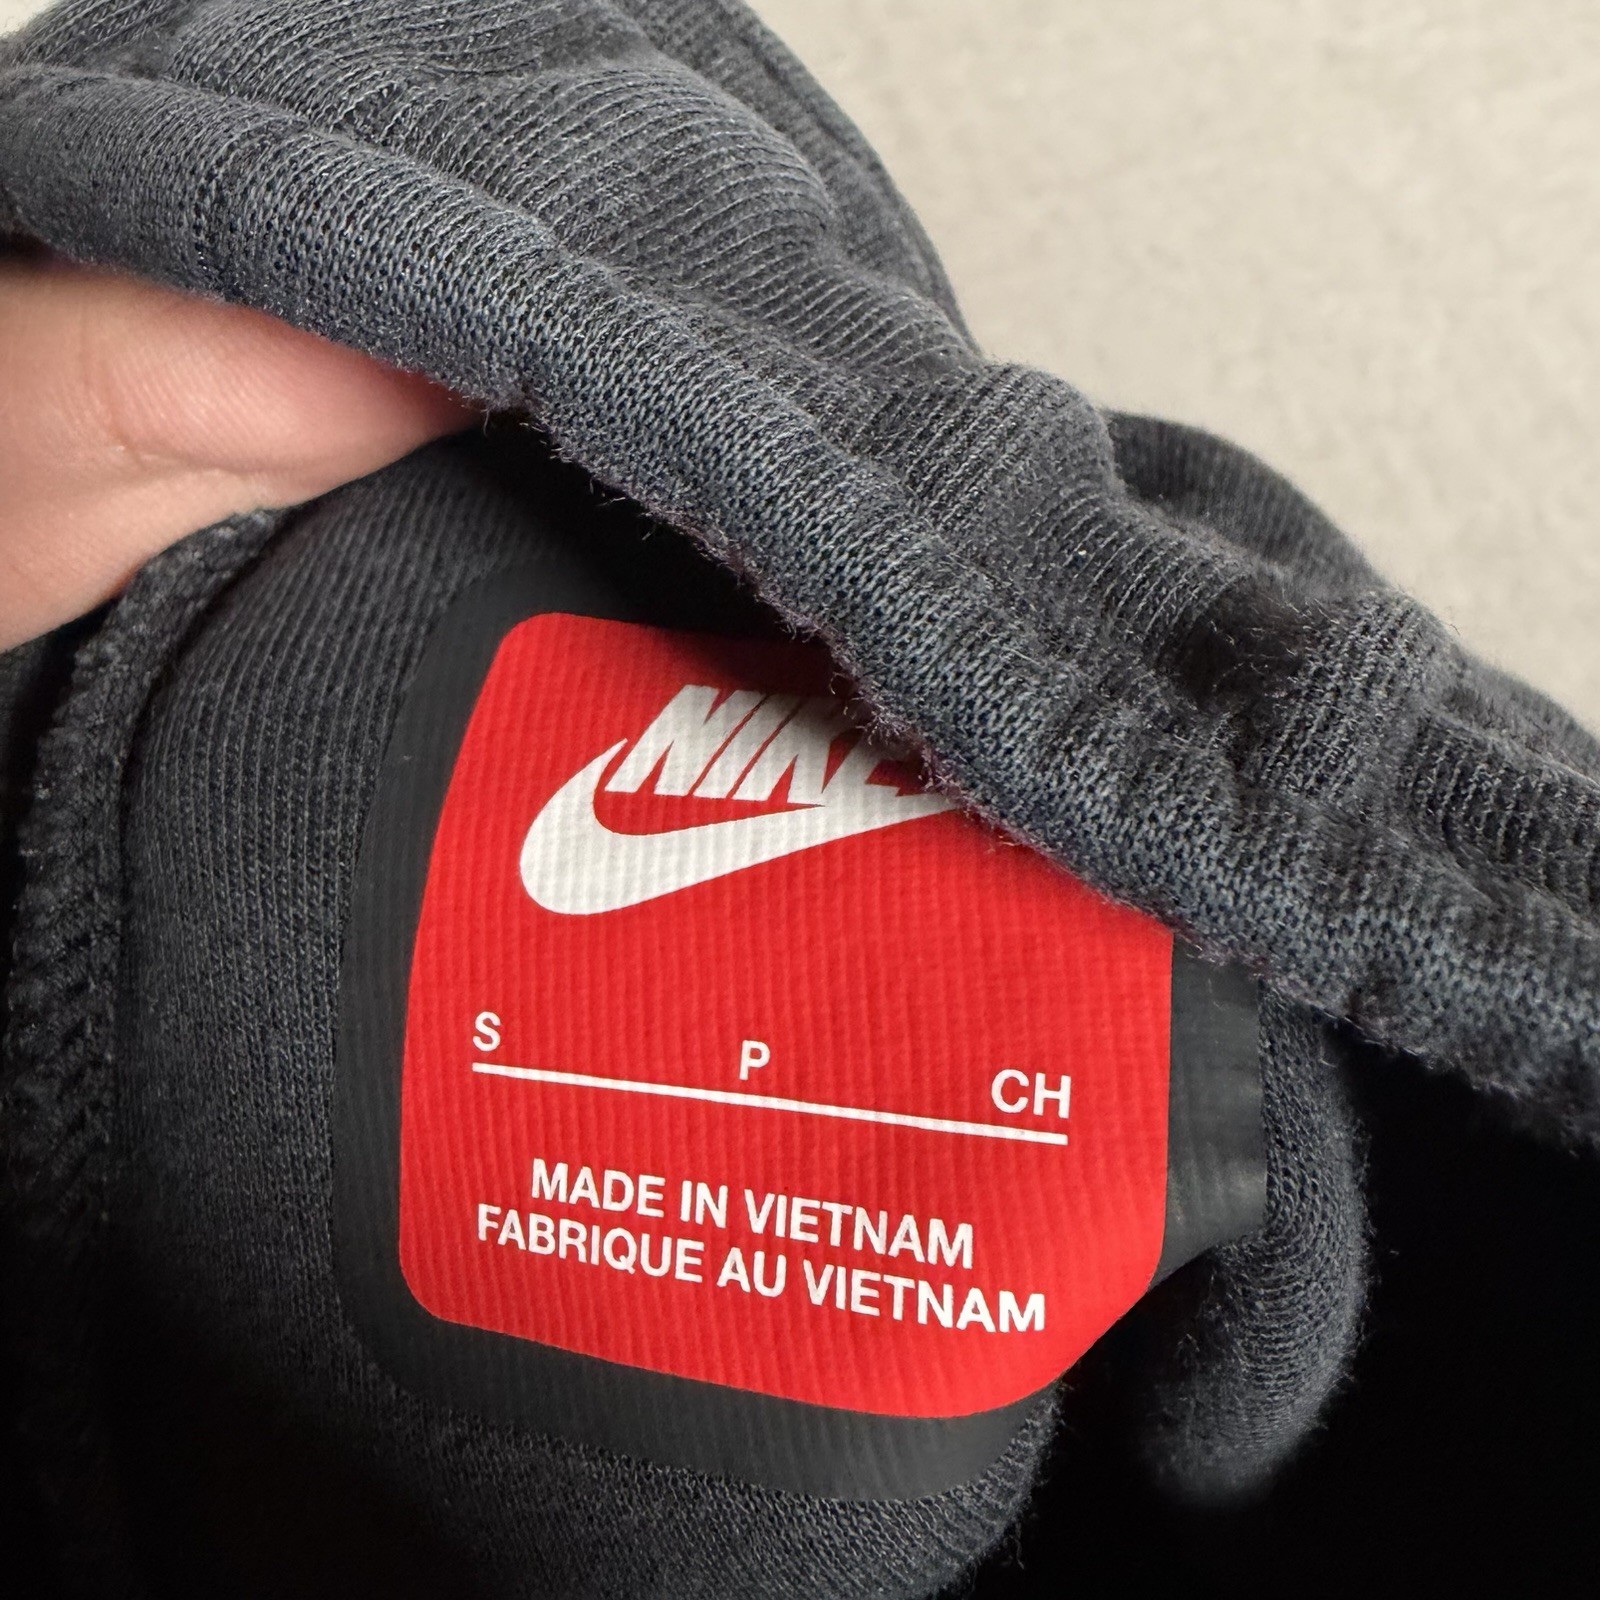 NIKE
S P CH
MADE IN VIETNAM
FABRIQUE AU VIETNAM